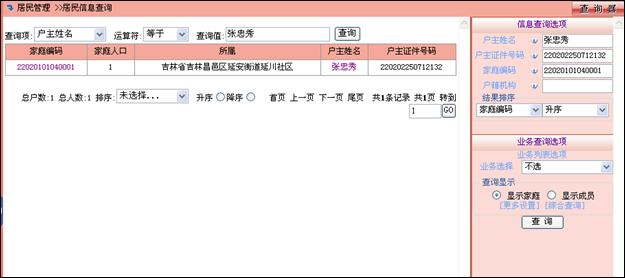 居民管理 >>居民信息查询
查询器
查询项: 户主姓名 运算符: 等于 查询值: 张忠秀 查询
家庭编码 家庭人口 所属 户主姓名 户主证件号码
22020101040001 1 吉林省吉林昌邑区延安街道延川社区 张忠秀 220202250712132
总户数:1 总人数:1 排序: 未选择... 升序 降序 首页 上一页 下一页 尾页 共1条记录 共1页 转到
1 GO
信息查询选项
户主姓名 张忠秀
户主证件号码 220202250712132
家庭编码 22020101040001
户籍机构
结果排序
家庭编码 升序
业务查询选项
业务列表选项
业务选择 不选
查询显示
显示家庭 显示成员
[更多设置] [综合查询]
查 询